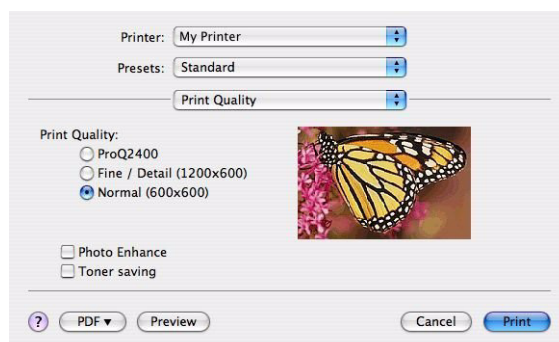 Printer: My Printer
Presets: Standard
Print Quality
Print Quality:
ProQ2400
Fine / Detail (1200x600)
Normal (600x600)
Photo Enhance
Toner saving
? PDF▼ Preview Cancel Print